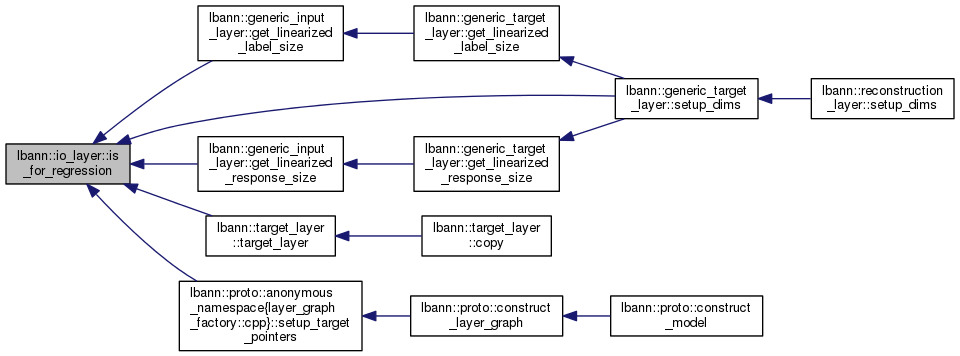 lbann::io_layer::is
_for_regression
lbann::generic_input
_layer::get_linearized
_label_size
lbann::generic_target
_layer::get_linearized
_label_size
lbann::generic_target
_layer::setup_dims
lbann::reconstruction
_layer::setup_dims
lbann::generic_input
_layer::get_linearized
_response_size
lbann::generic_target
_layer::get_linearized
_response_size
lbann::target_layer
::target_layer
lbann::target_layer
::copy
lbann::proto::anonymous
_namespace{layer_graph
_factory::cpp}::setup_target
_pointers
lbann::proto::construct
_layer_graph
lbann::proto::construct
_model